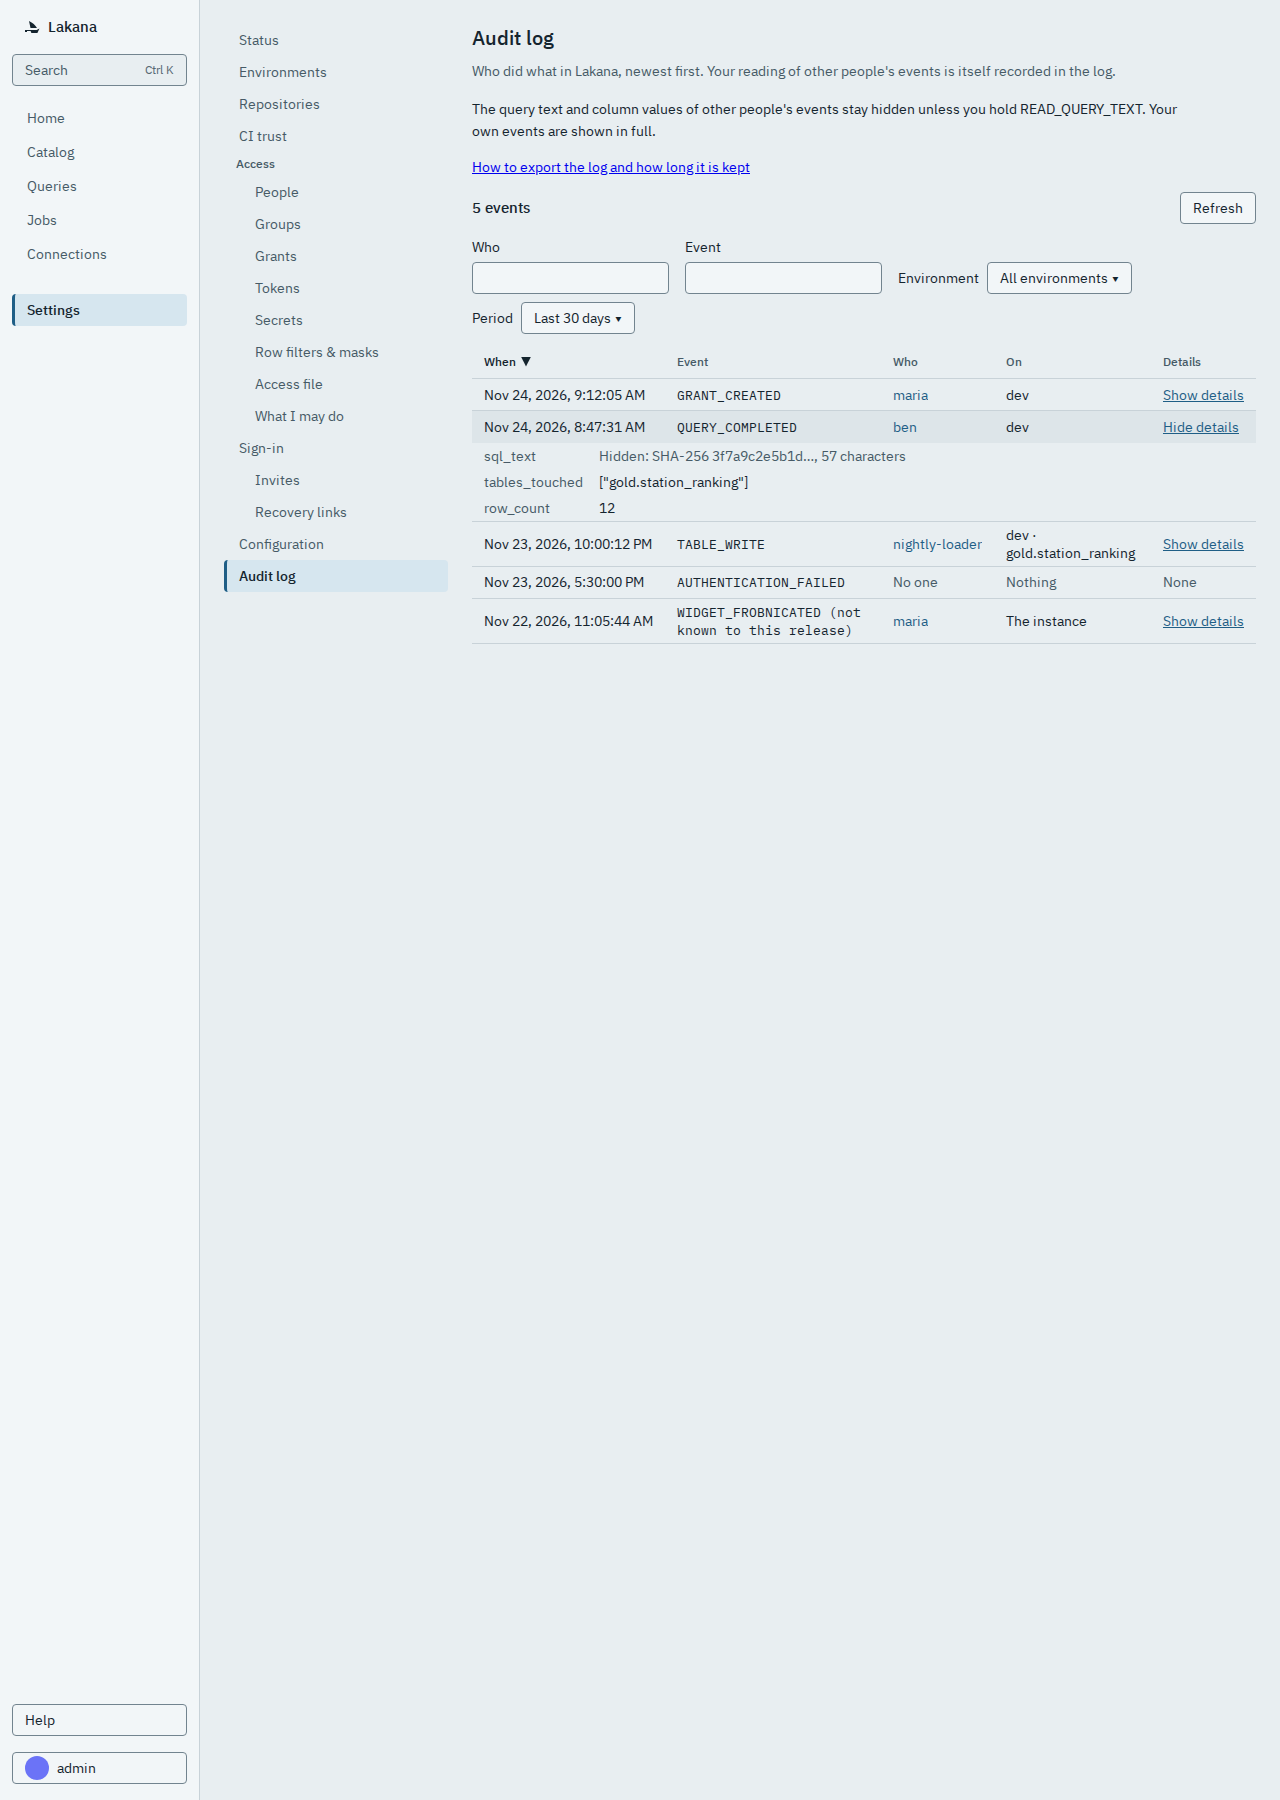 Lakana
Search Ctrl K
Home
Catalog
Queries
Jobs
Connections
Settings
Help
admin
Status
Environments
Repositories
CI trust
Access
People
Groups
Grants
Tokens
Secrets
Row filters & masks
Access file
What I may do
Sign-in
Invites
Recovery links
Configuration
Audit log
Audit log
Who did what in Lakana, newest first. Your reading of other people's events is itself recorded in the log.
The query text and column values of other people's events stay hidden unless you hold READ_QUERY_TEXT. Your
own events are shown in full.
How to export the log and how long it is kept
5 events Refresh
Who Event
Environment All environments ▾
Period Last 30 days ▾
When ▼ Event Who On Details
Nov 24, 2026, 9:12:05 AM GRANT_CREATED maria dev Show details
Nov 24, 2026, 8:47:31 AM QUERY_COMPLETED ben dev Hide details
sql_text Hidden: SHA-256 3f7a9c2e5b1d…, 57 characters
tables_touched ["gold.station_ranking"]
row_count 12
Nov 23, 2026, 10:00:12 PM TABLE_WRITE nightly-loader dev · Show details
gold.station_ranking
Nov 23, 2026, 5:30:00 PM AUTHENTICATION_FAILED No one Nothing None
Nov 22, 2026, 11:05:44 AM WIDGET_FROBNICATED (not maria The instance Show details
known to this release)